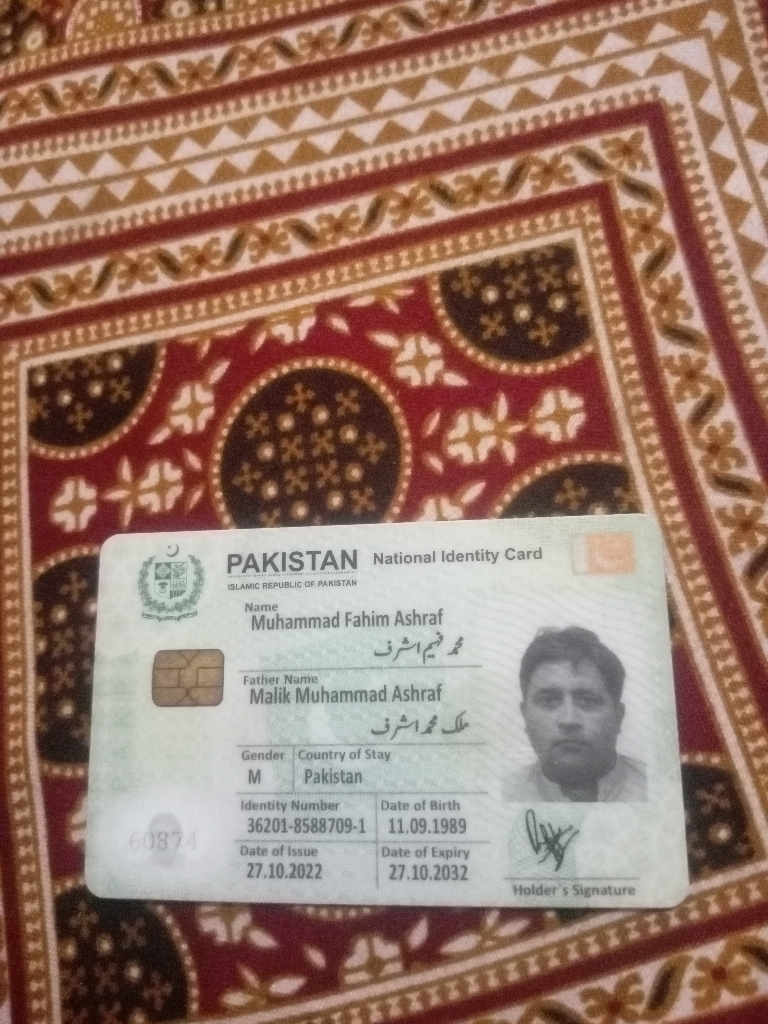 PAKISTAN National Identity Card
ISLAMIC REPUBLIC OF PAKISTAN
Name
Muhammad Fahim Ashraf
محمد فہیم اشرف
Father Name
Malik Muhammad Ashraf
ملک محمد اشرف
Gender Country of Stay
M Pakistan
Identity Number Date of Birth
36201-8588709-1 11.09.1989
Date of Issue Date of Expiry
27.10.2022 27.10.2032
60874
Holder`s Signature